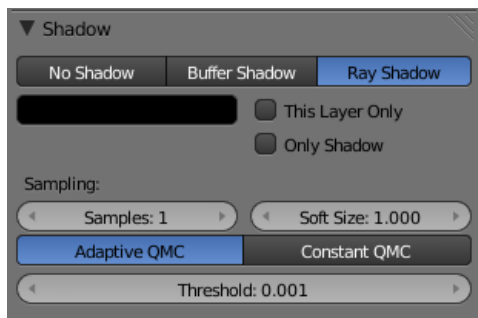 Shadow
No Shadow Buffer Shadow Ray Shadow
This Layer Only
Only Shadow
Sampling:
Samples: 1 Soft Size: 1.000
Adaptive QMC Constant QMC
Threshold: 0.001